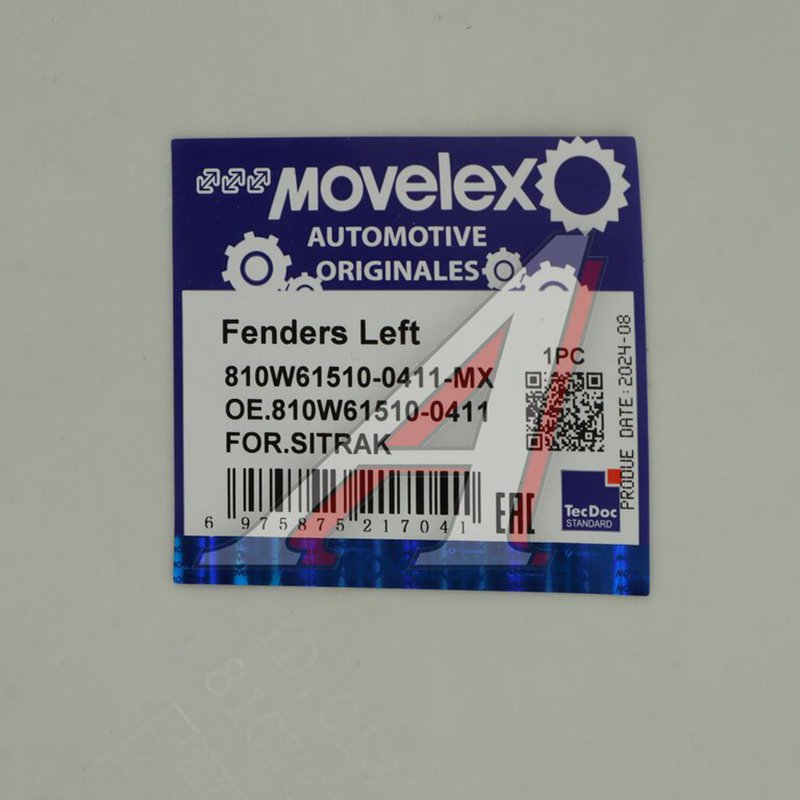 MOVELEX
AUTOMOTIVE
ORIGINALES
Fenders Left
810W61510-0411-MX
OE.810W61510-0411
FOR.SITRAK
1PC
PRODUE DATE:2024-08
6 975875 217041
EAC
TecDoc
STANDARD
810W6